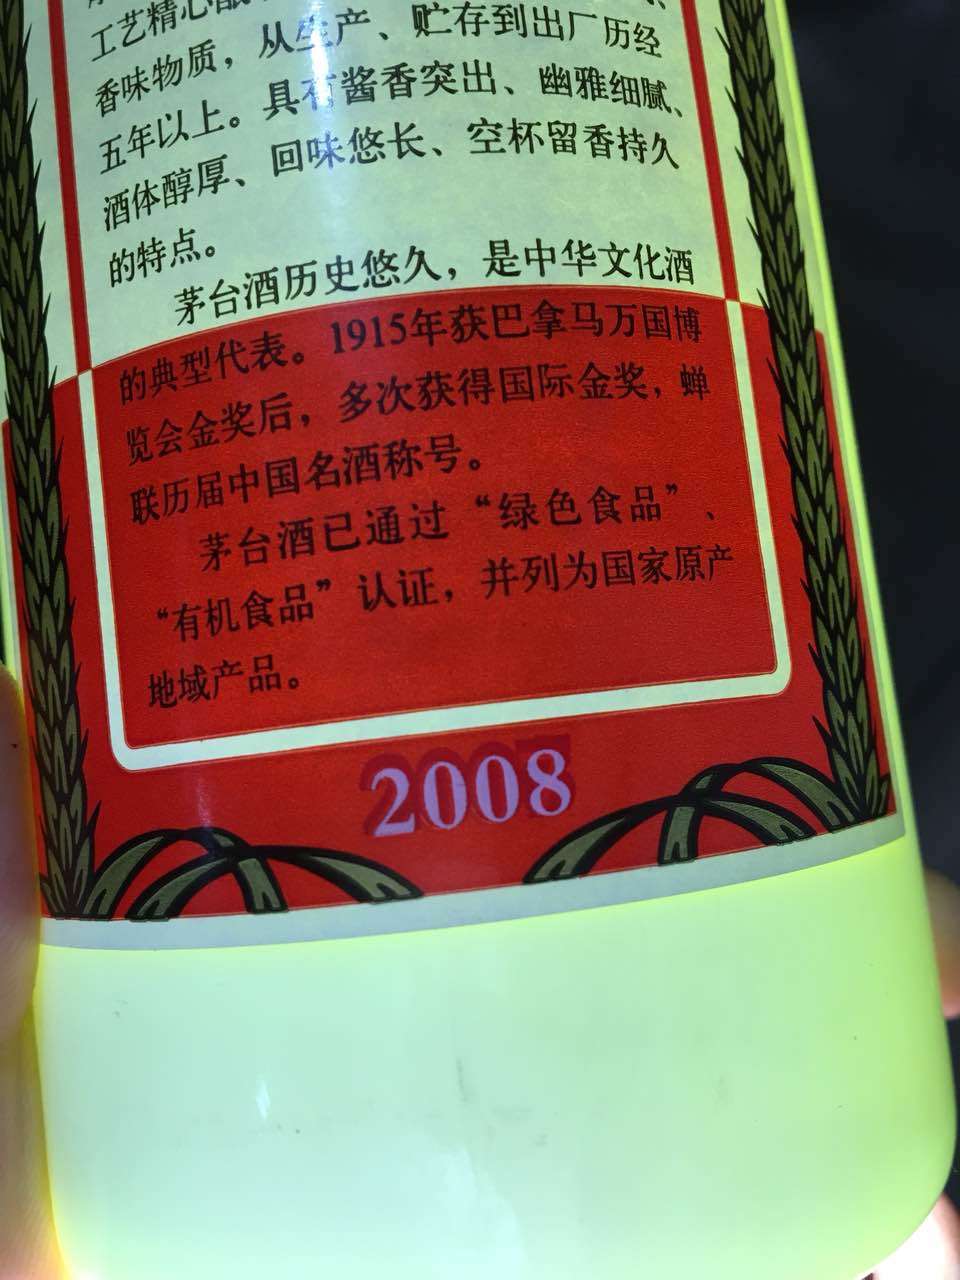 工艺精心酿
香味物质，从生产、贮存到出厂历经
五年以上。具有酱香突出、幽雅细腻、
酒体醇厚、回味悠长、空杯留香持久
的特点。
茅台酒历史悠久，是中华文化酒
的典型代表。1915年获巴拿马万国博
览会金奖后，多次获得国际金奖，蝉
联历届中国名酒称号。
茅台酒已通过“绿色食品”、
“有机食品”认证，并列为国家原产
地域产品。
2008